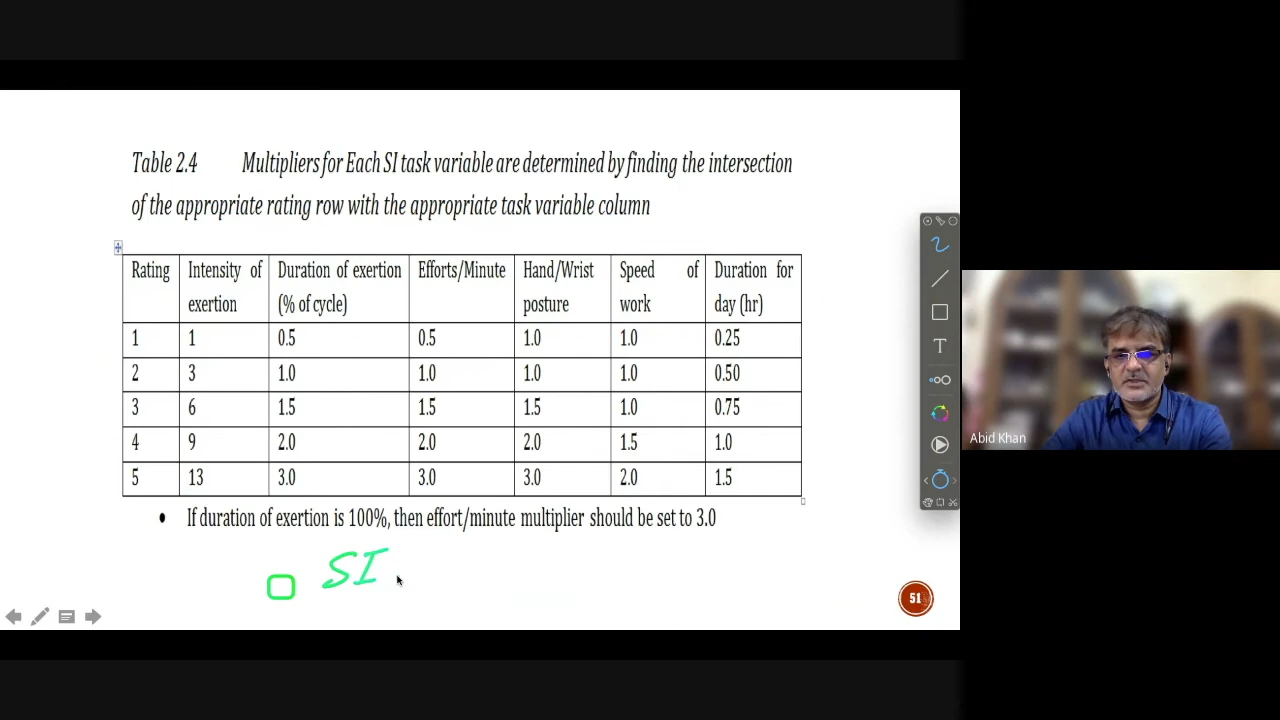 Table 2.4 Multipliers for Each SI task variable are determined by finding the intersection
of the appropriate rating row with the appropriate task variable column
Rating Intensity of exertion Duration of exertion (% of cycle) Efforts/Minute Hand/Wrist posture Speed of work Duration for day (hr)
1 1 0.5 0.5 1.0 1.0 0.25
2 3 1.0 1.0 1.0 1.0 0.50
3 6 1.5 1.5 1.5 1.0 0.75
4 9 2.0 2.0 2.0 1.5 1.0
5 13 3.0 3.0 3.0 2.0 1.5
• If duration of exertion is 100%, then effort/minute multiplier should be set to 3.0
SI
51
T
Abid Khan